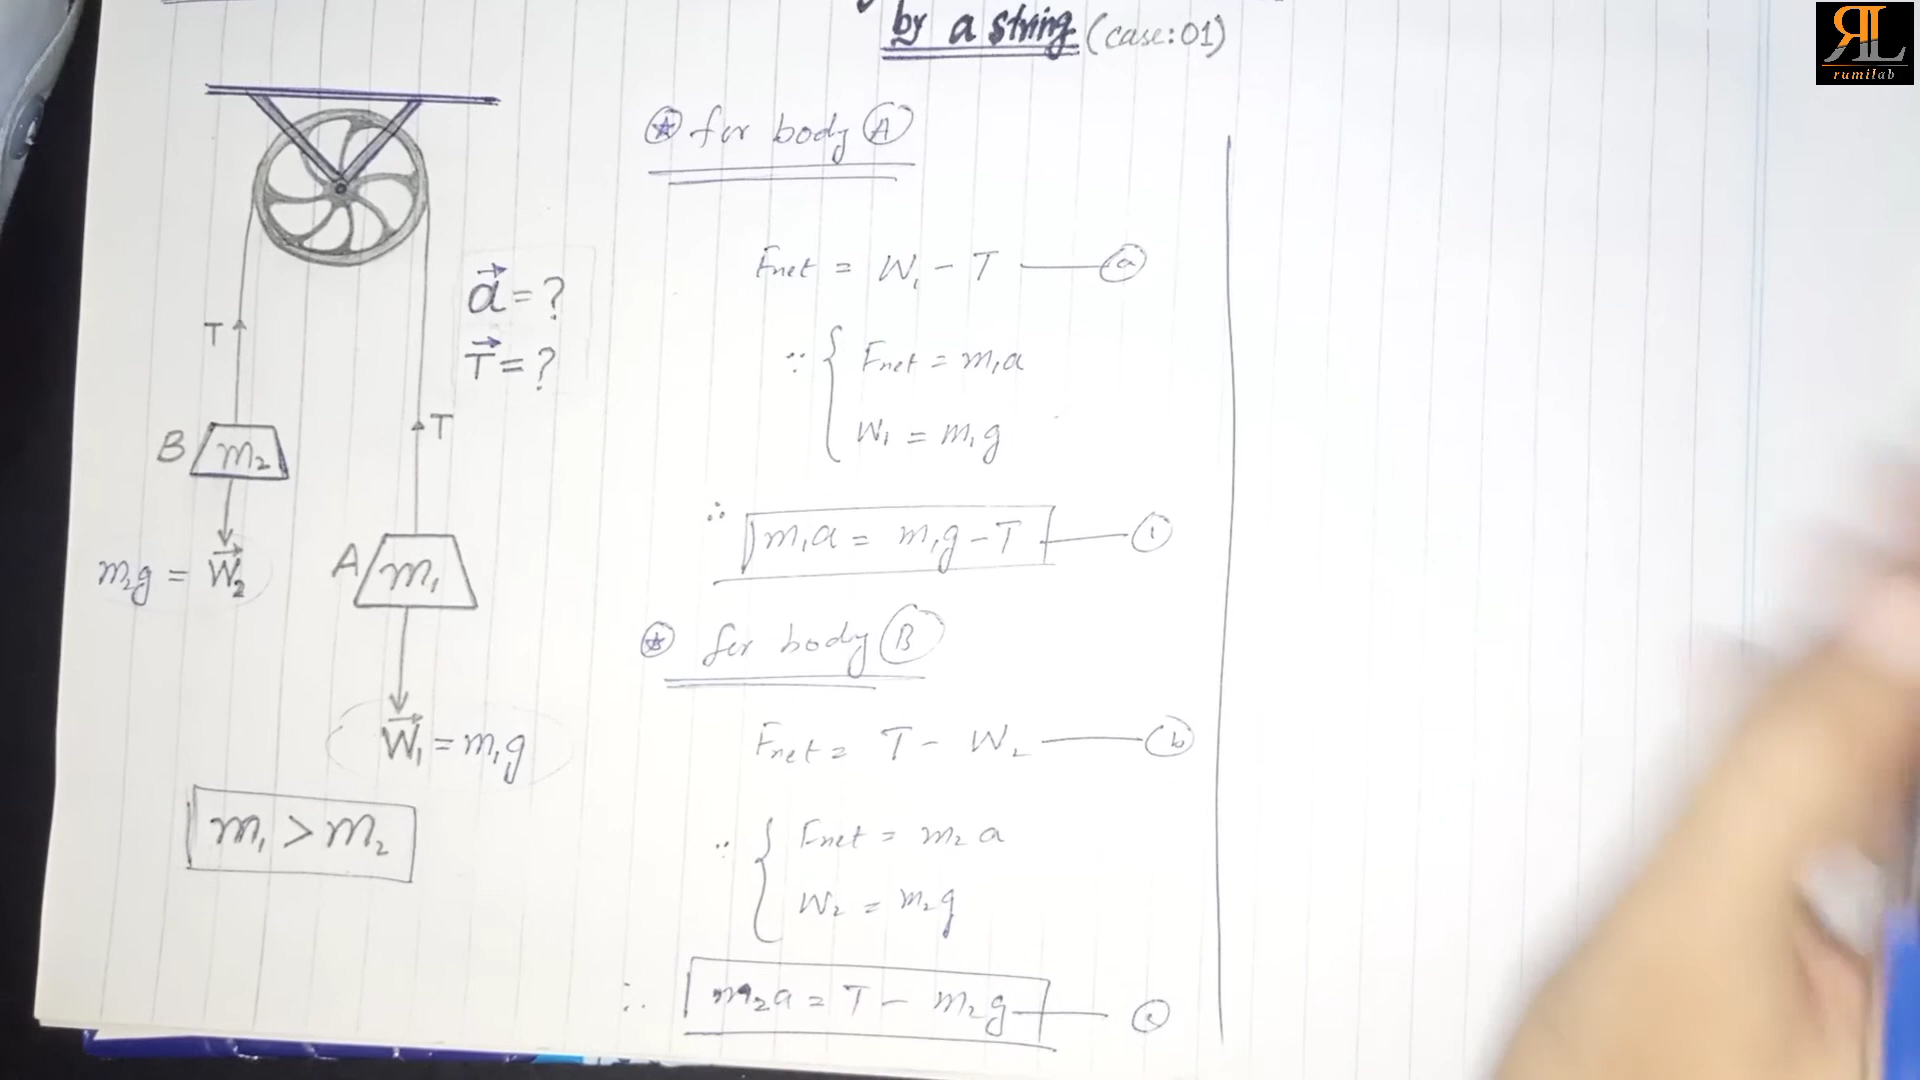 by a string (case:01)
RL
rumilab
T
a = ?
T = ?
B m₂
T
m₂g = W₂
A m₁
W₁ = m₁g
m₁ > m₂
for body A
Fnet = W₁ - T — a
∵ { Fnet = m₁a
W₁ = m₁g
∴ m₁a = m₁g - T — 1
for body B
Fnet = T - W₂ — b
∵ { Fnet = m₂a
W₂ = m₂g
∴ m₂a = T - m₂g —